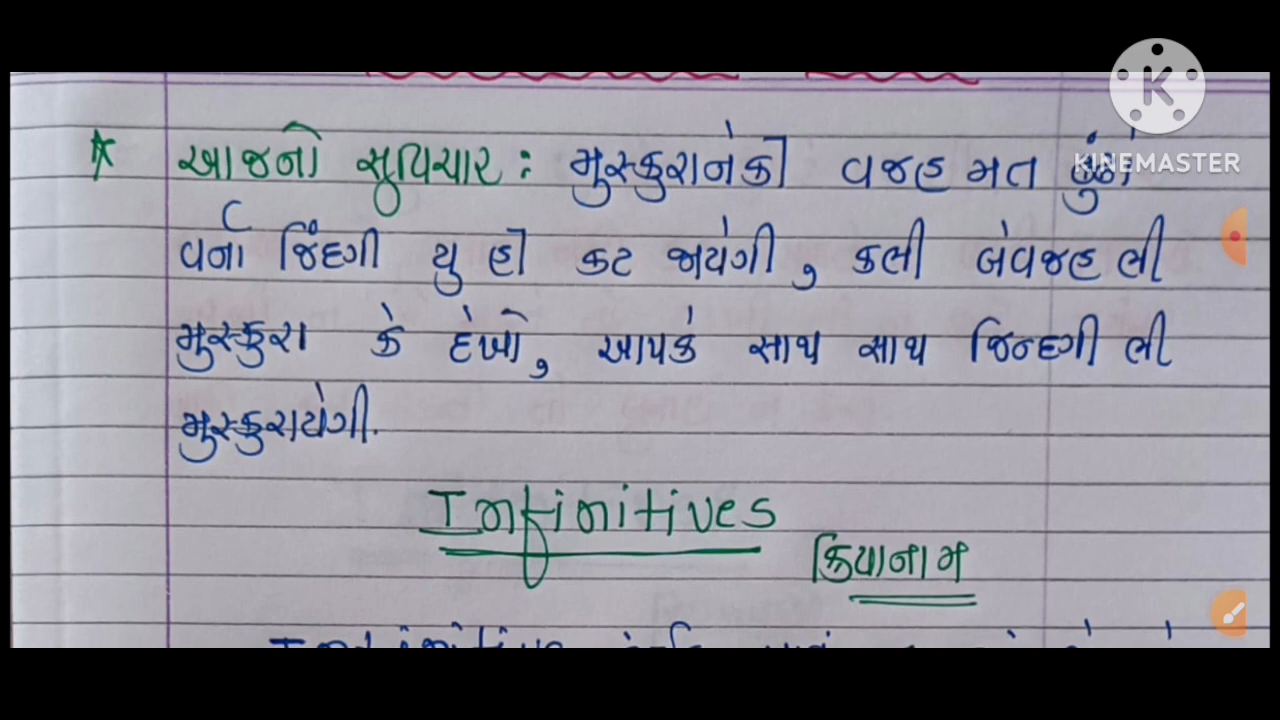 KINEMASTER
* આજનો સુવિચાર : મુસ્કુરાનેકી વજહ મત ઢુંઢો
વર્ના જિંદગી યુ હી કટ જાયેગી, કભી બેવજહ ભી
મુસ્કુરા કે દેખો, આપકે સાથ સાથ જિન્દગી ભી
મુસ્કુરાયેગી.
Infinitives
ક્રિયાનામ